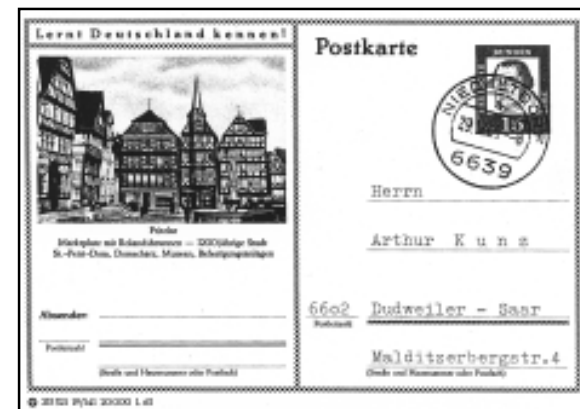 Lernt Deutschland kennen!
Fritzlar
Marktplatz mit Rolandsbrunnen — 1200jährige Stadt
St.-Petri-Dom, Domschatz, Museum, Befestigungsanlagen
Absender:
Postleitzahl
(Straße und Hausnummer oder Postfach)
Postkarte
29.
6639
Herrn
Arthur Kunz
6602 Dudweiler - Saar
Postleitzahl
Malditzerbergstr.4
(Straße und Hausnummer oder Postfach)